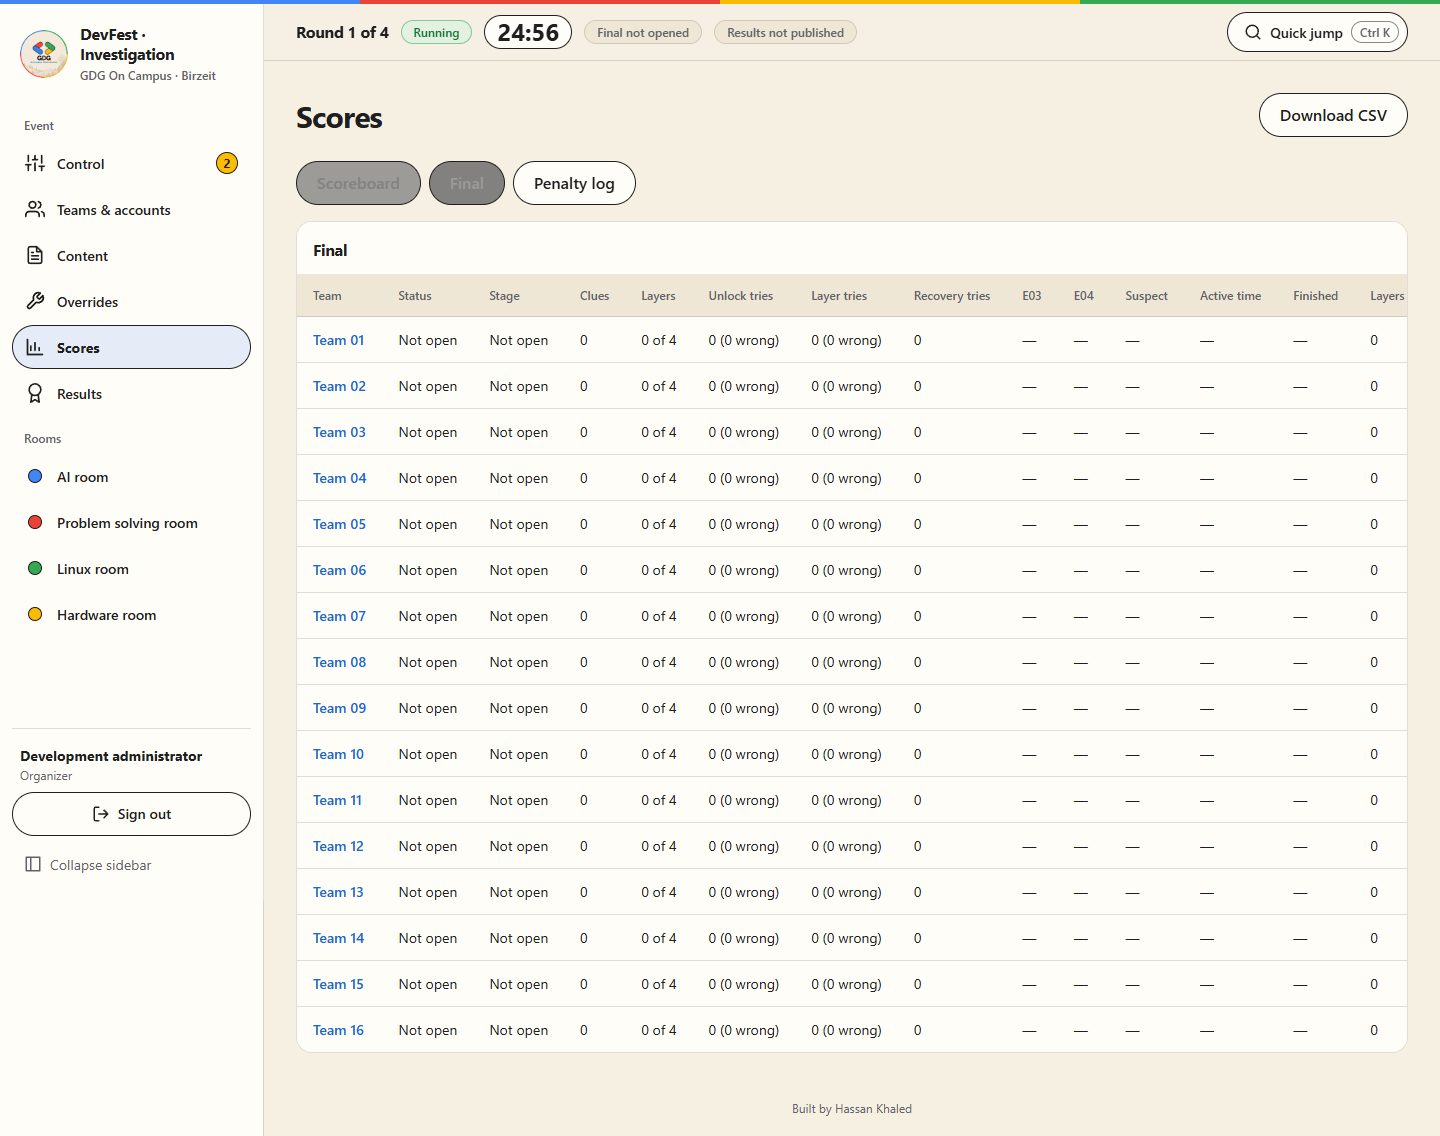 DevFest ·
Investigation
GDG On Campus · Birzeit
Event
Control 2
Teams & accounts
Content
Overrides
Scores
Results
Rooms
AI room
Problem solving room
Linux room
Hardware room
Development administrator
Organizer
Sign out
Collapse sidebar
Round 1 of 4 Running 24:56 Final not opened Results not published Quick jump Ctrl K
Scores Download CSV
Scoreboard Final Penalty log
Final
Team Status Stage Clues Layers Unlock tries Layer tries Recovery tries E03 E04 Suspect Active time Finished Layers
Team 01 Not open Not open 0 0 of 4 0 (0 wrong) 0 (0 wrong) 0 — — — — — 0
Team 02 Not open Not open 0 0 of 4 0 (0 wrong) 0 (0 wrong) 0 — — — — — 0
Team 03 Not open Not open 0 0 of 4 0 (0 wrong) 0 (0 wrong) 0 — — — — — 0
Team 04 Not open Not open 0 0 of 4 0 (0 wrong) 0 (0 wrong) 0 — — — — — 0
Team 05 Not open Not open 0 0 of 4 0 (0 wrong) 0 (0 wrong) 0 — — — — — 0
Team 06 Not open Not open 0 0 of 4 0 (0 wrong) 0 (0 wrong) 0 — — — — — 0
Team 07 Not open Not open 0 0 of 4 0 (0 wrong) 0 (0 wrong) 0 — — — — — 0
Team 08 Not open Not open 0 0 of 4 0 (0 wrong) 0 (0 wrong) 0 — — — — — 0
Team 09 Not open Not open 0 0 of 4 0 (0 wrong) 0 (0 wrong) 0 — — — — — 0
Team 10 Not open Not open 0 0 of 4 0 (0 wrong) 0 (0 wrong) 0 — — — — — 0
Team 11 Not open Not open 0 0 of 4 0 (0 wrong) 0 (0 wrong) 0 — — — — — 0
Team 12 Not open Not open 0 0 of 4 0 (0 wrong) 0 (0 wrong) 0 — — — — — 0
Team 13 Not open Not open 0 0 of 4 0 (0 wrong) 0 (0 wrong) 0 — — — — — 0
Team 14 Not open Not open 0 0 of 4 0 (0 wrong) 0 (0 wrong) 0 — — — — — 0
Team 15 Not open Not open 0 0 of 4 0 (0 wrong) 0 (0 wrong) 0 — — — — — 0
Team 16 Not open Not open 0 0 of 4 0 (0 wrong) 0 (0 wrong) 0 — — — — — 0
Built by Hassan Khaled